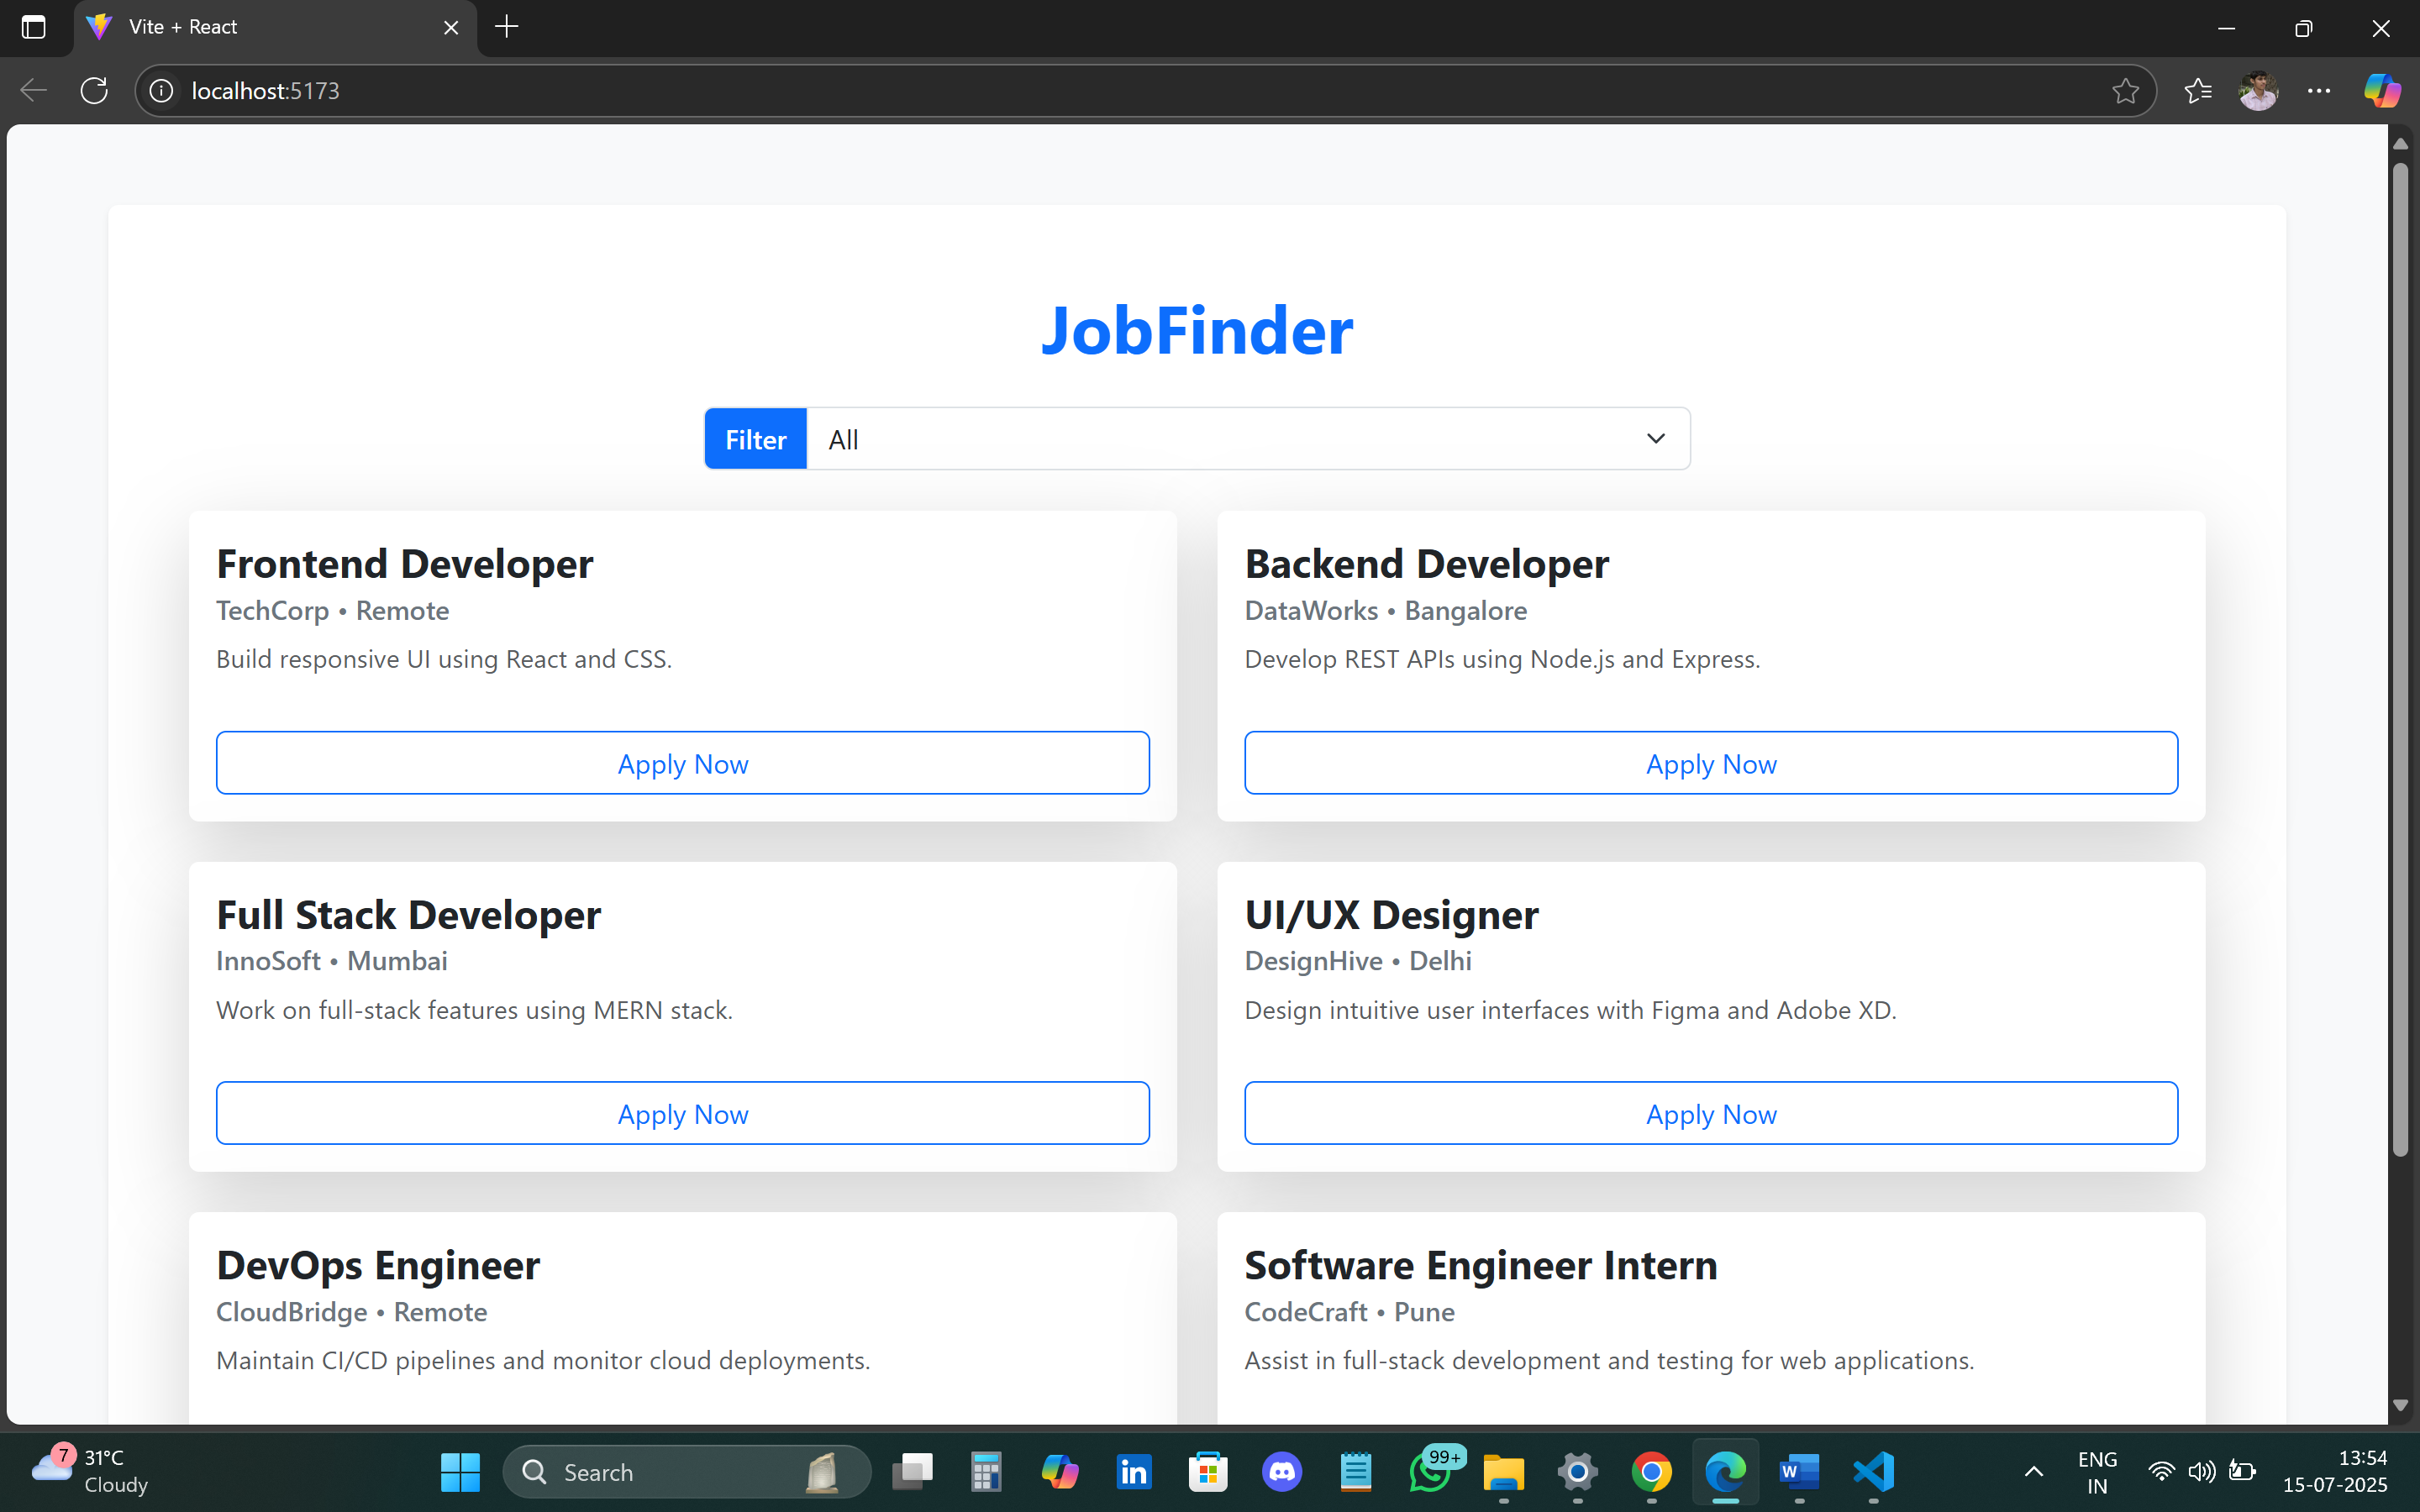 Vite + React
localhost:5173
JobFinder
Filter All
Frontend Developer
TechCorp • Remote
Build responsive UI using React and CSS.
Apply Now
Backend Developer
DataWorks • Bangalore
Develop REST APIs using Node.js and Express.
Apply Now
Full Stack Developer
InnoSoft • Mumbai
Work on full-stack features using MERN stack.
Apply Now
UI/UX Designer
DesignHive • Delhi
Design intuitive user interfaces with Figma and Adobe XD.
Apply Now
DevOps Engineer
CloudBridge • Remote
Maintain CI/CD pipelines and monitor cloud deployments.
Software Engineer Intern
CodeCraft • Pune
Assist in full-stack development and testing for web applications.
7
31°C
Cloudy
Search
in
99+
W
ENG
IN
13:54
15-07-2025